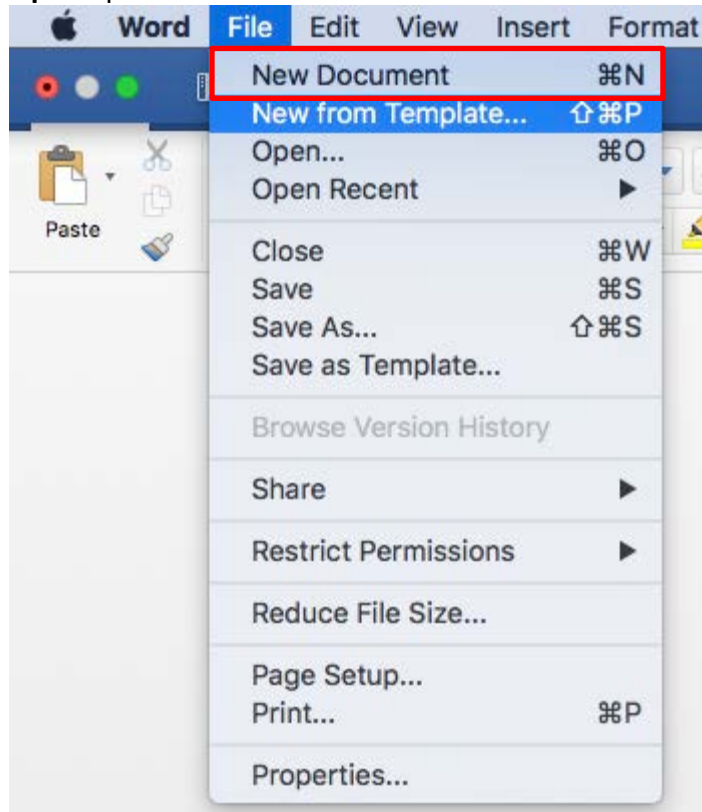 Word File Edit View Insert Format
New Document ⌘N
New from Template... ⇧⌘P
Open... ⌘O
Open Recent ▶
Paste
Close ⌘W
Save ⌘S
Save As... ⇧⌘S
Save as Template...
Browse Version History
Share ▶
Restrict Permissions ▶
Reduce File Size...
Page Setup...
Print... ⌘P
Properties...